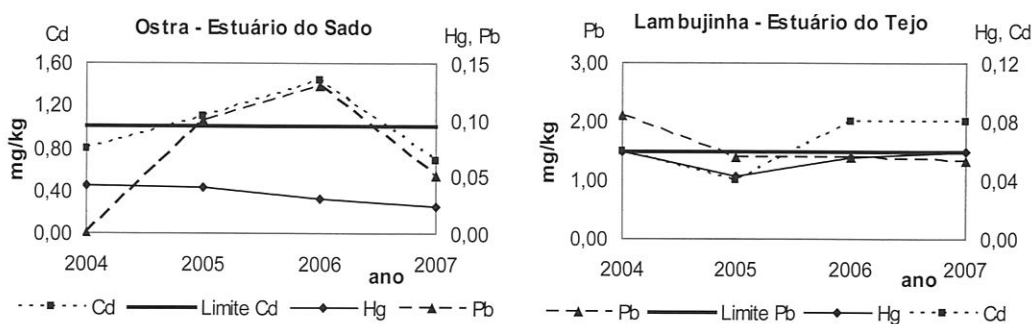 Ostra - Estuário do Sado
Cd
Hg, Pb
1,60
1,20
0,80
0,40
0,00
mg/kg
0,15
0,10
0,05
0,00
2004 2005 2006 2007
ano
Cd Limite Cd Hg Pb
Lambujinha - Estuário do Tejo
Pb
Hg, Cd
3,00
2,00
1,00
0,00
mg/kg
0,12
0,08
0,04
0,00
2004 2005 2006 2007
ano
Pb Limite Pb Hg Cd